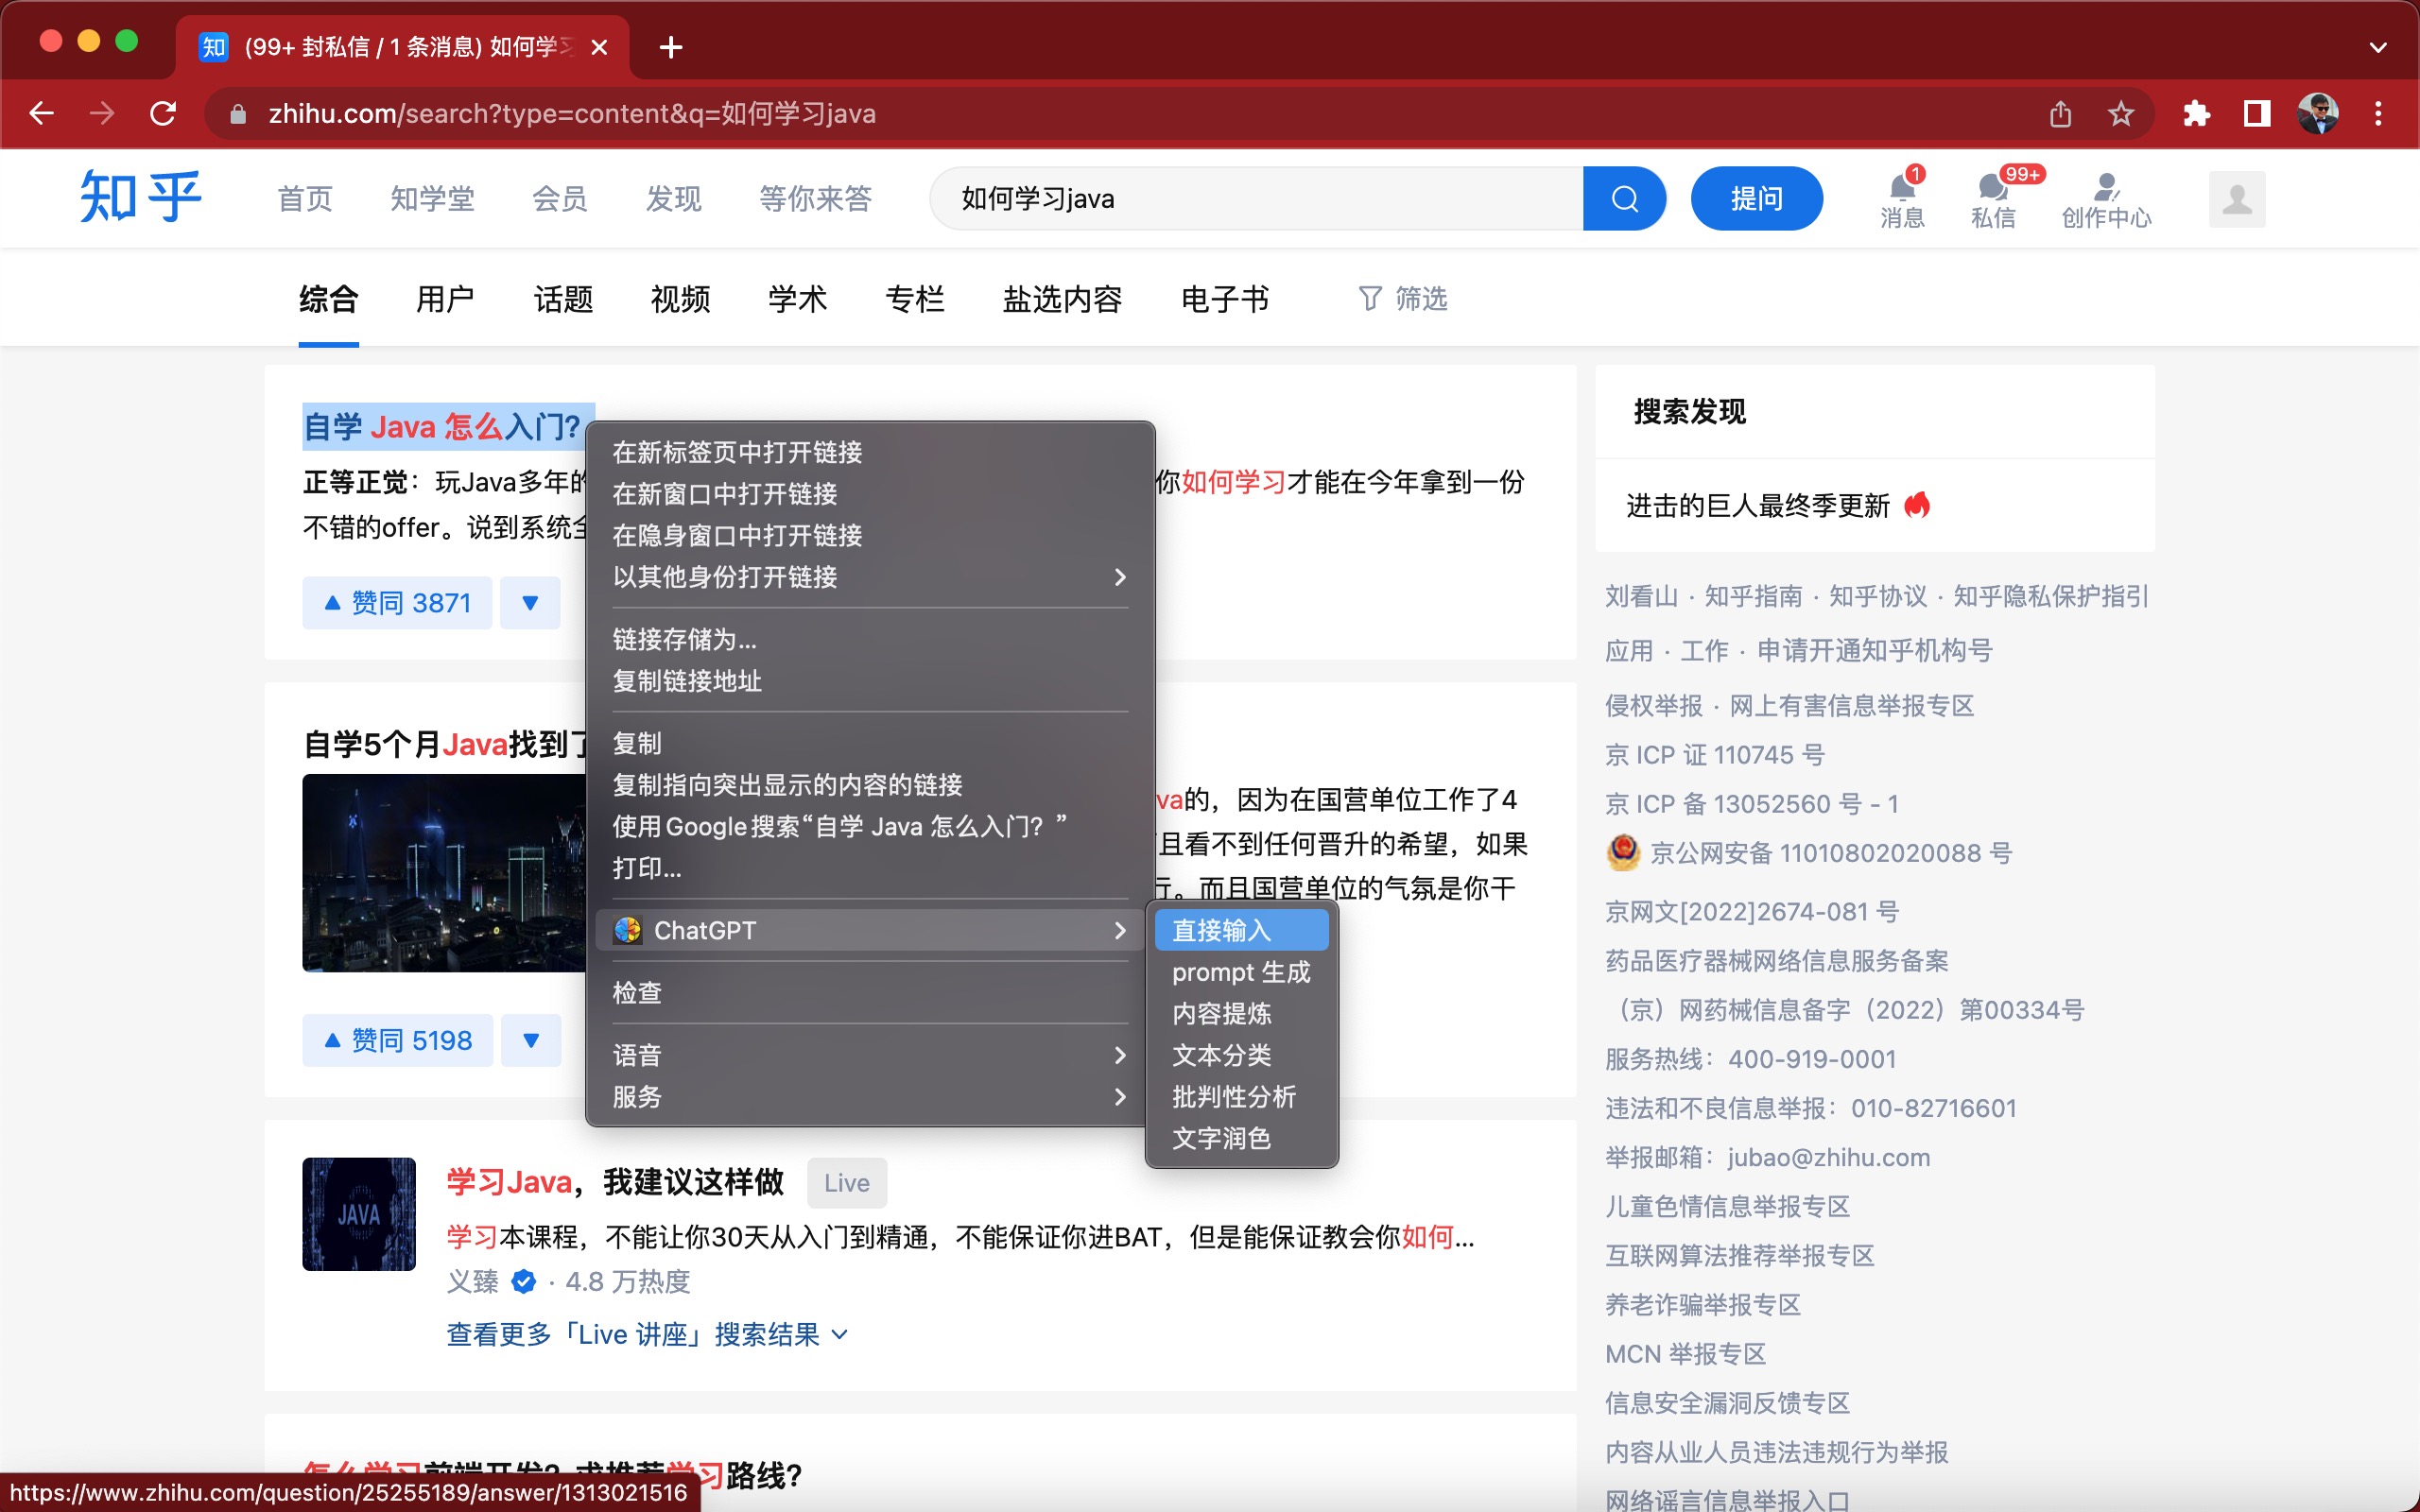 知 (99+ 封私信 / 1 条消息) 如何学习
zhihu.com/search?type=content&q=如何学习java
知乎 首页 知学堂 会员 发现 等你来答 如何学习java 提问 1 消息 99+ 私信 创作中心
综合 用户 话题 视频 学术 专栏 盐选内容 电子书 筛选
自学 Java 怎么入门？
正等正觉：玩Java多年的
你如何学习才能在今年拿到一份
不错的offer。说到系统全
赞同 3871
自学5个月Java找到了
va的，因为在国营单位工作了4
且看不到任何晋升的希望，如果
行。而且国营单位的气氛是你干
赞同 5198
JAVA
学习Java，我建议这样做 Live
学习本课程，不能让你30天从入门到精通，不能保证你进BAT，但是能保证教会你如何...
义臻 · 4.8 万热度
查看更多「Live 讲座」搜索结果
怎么学习前端开发？求推荐学习路线？
https://www.zhihu.com/question/25255189/answer/1313021516
在新标签页中打开链接
在新窗口中打开链接
在隐身窗口中打开链接
以其他身份打开链接
链接存储为...
复制链接地址
复制
复制指向突出显示的内容的链接
使用Google搜索“自学 Java 怎么入门？”
打印...
ChatGPT
检查
语音
服务
直接输入
prompt 生成
内容提炼
文本分类
批判性分析
文字润色
搜索发现
进击的巨人最终季更新
刘看山 · 知乎指南 · 知乎协议 · 知乎隐私保护指引
应用 · 工作 · 申请开通知乎机构号
侵权举报 · 网上有害信息举报专区
京 ICP 证 110745 号
京 ICP 备 13052560 号 - 1
京公网安备 11010802020088 号
京网文[2022]2674-081 号
药品医疗器械网络信息服务备案
（京）网药械信息备字（2022）第00334号
服务热线：400-919-0001
违法和不良信息举报：010-82716601
举报邮箱：jubao@zhihu.com
儿童色情信息举报专区
互联网算法推荐举报专区
养老诈骗举报专区
MCN 举报专区
信息安全漏洞反馈专区
内容从业人员违法违规行为举报
网络谣言信息举报入口